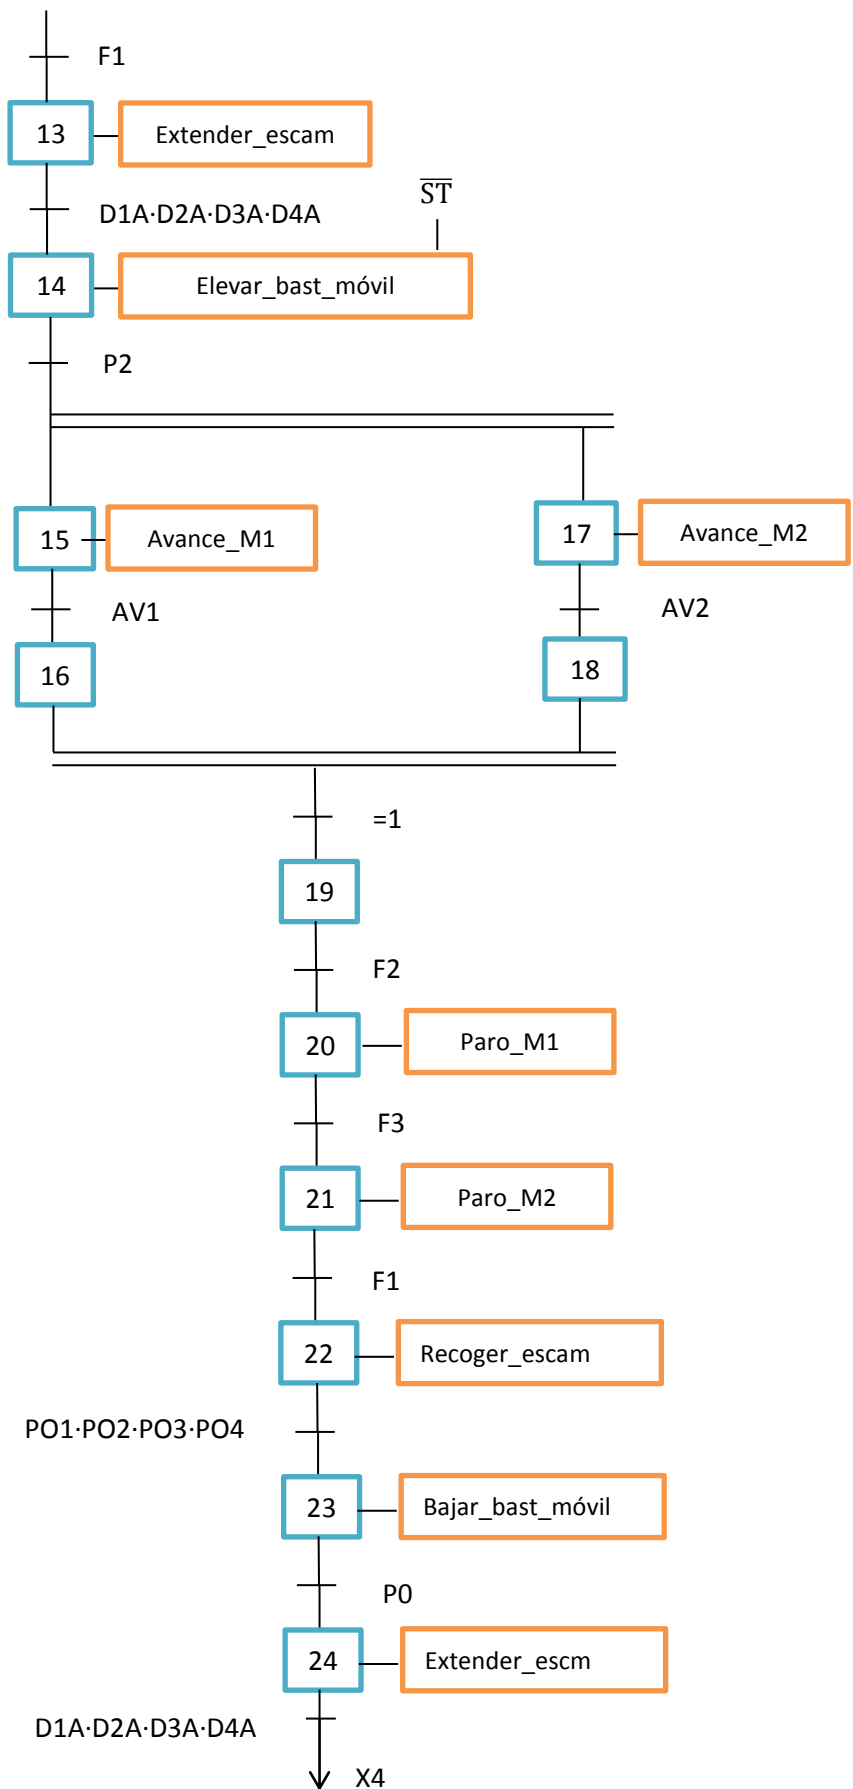 F1
13
Extender_escam
D1A·D2A·D3A·D4A
S̅T̅
14
Elevar_bast_móvil
P2
15
Avance_M1
17
Avance_M2
AV1
AV2
16
18
=1
19
F2
20
Paro_M1
F3
21
Paro_M2
F1
22
Recoger_escam
PO1·PO2·PO3·PO4
23
Bajar_bast_móvil
P0
24
Extender_escm
D1A·D2A·D3A·D4A
X4